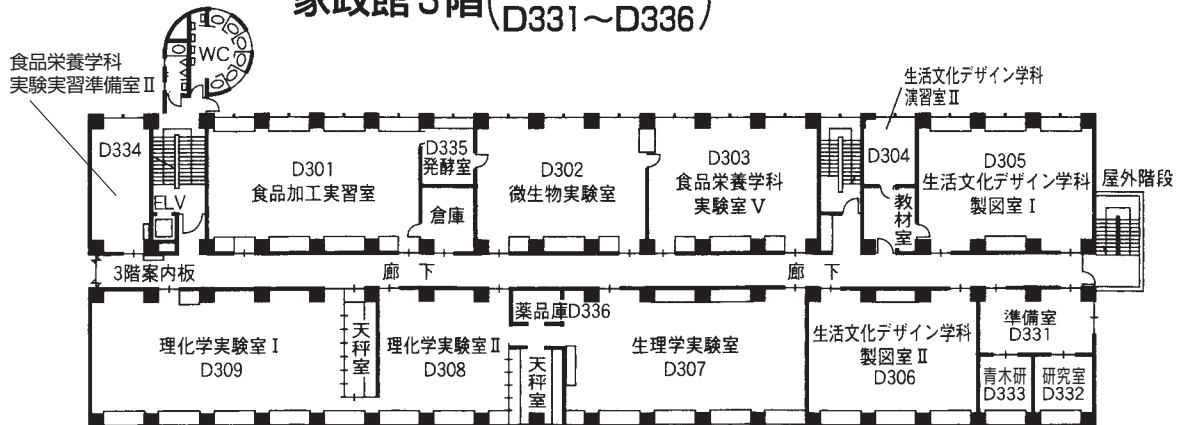 家政館3階
(D331～D336)
WC
食品栄養学科
実験実習準備室Ⅱ
生活文化デザイン学科
演習室Ⅱ
D334
ELV
D301
食品加工実習室
D335
発酵室
倉庫
D302
微生物実験室
D303
食品栄養学科
実験室Ⅴ
D304
教材室
D305
生活文化デザイン学科
製図室Ⅰ
屋外階段
3階案内板
廊 下
廊 下
理化学実験室Ⅰ
D309
天秤室
理化学実験室Ⅱ
D308
薬品庫D336
天秤室
生理学実験室
D307
生活文化デザイン学科
製図室Ⅱ
D306
準備室
D331
青木研
D333
研究室
D332